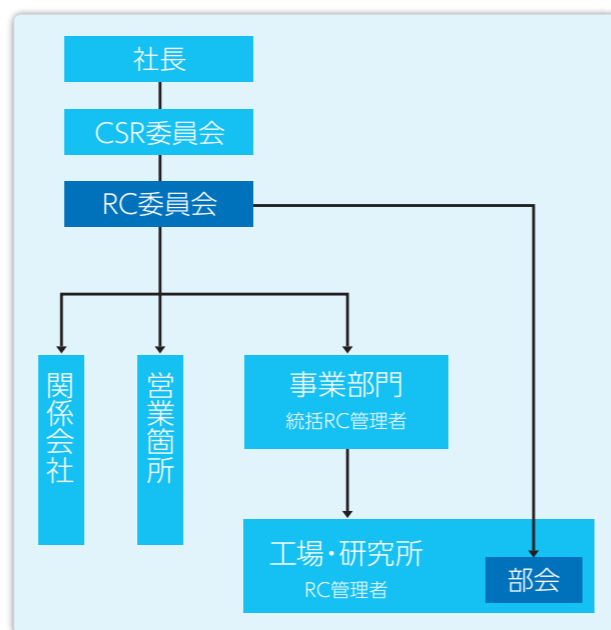 社長
CSR委員会
RC委員会
関係会社
営業箇所
事業部門
統括RC管理者
工場・研究所
RC管理者
部会